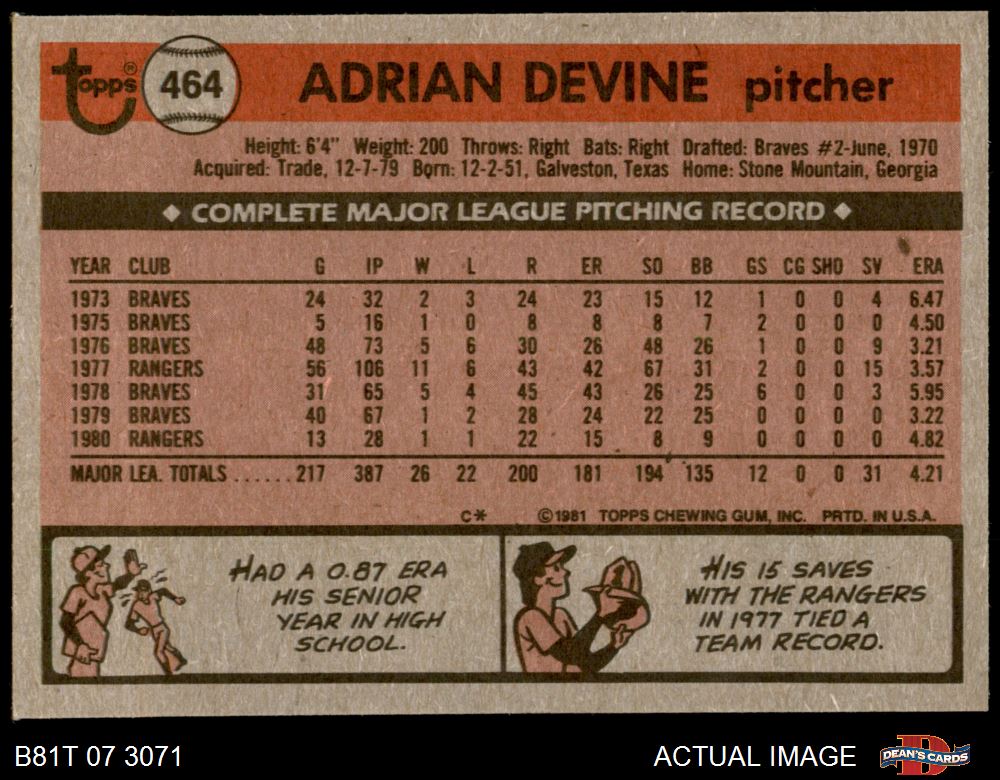 topps® 464 ADRIAN DEVINE pitcher
Height: 6'4" Weight: 200 Throws: Right Bats: Right Drafted: Braves #2-June, 1970
Acquired: Trade, 12-7-79 Born: 12-2-51, Galveston, Texas Home: Stone Mountain, Georgia
◆ COMPLETE MAJOR LEAGUE PITCHING RECORD ◆
YEAR CLUB G IP W L R ER SO BB GS CG SHO SV ERA
1973 BRAVES 24 32 2 3 24 23 15 12 1 0 0 4 6.47
1975 BRAVES 5 16 1 0 8 8 8 7 2 0 0 0 4.50
1976 BRAVES 48 73 5 6 30 26 48 26 1 0 0 9 3.21
1977 RANGERS 56 106 11 6 43 42 67 31 2 0 0 15 3.57
1978 BRAVES 31 65 5 4 45 43 26 25 6 0 0 3 5.95
1979 BRAVES 40 67 1 2 28 24 22 25 0 0 0 0 3.22
1980 RANGERS 13 28 1 1 22 15 8 9 0 0 0 0 4.82
MAJOR LEA. TOTALS ......217 387 26 22 200 181 194 135 12 0 0 31 4.21
C* ©1981 TOPPS CHEWING GUM, INC. PRTD. IN U.S.A.
HAD A 0.87 ERA
HIS SENIOR
YEAR IN HIGH
SCHOOL.
HIS 15 SAVES
WITH THE RANGERS
IN 1977 TIED A
TEAM RECORD.
B81T 07 3071 ACTUAL IMAGE DEAN'S CARDS